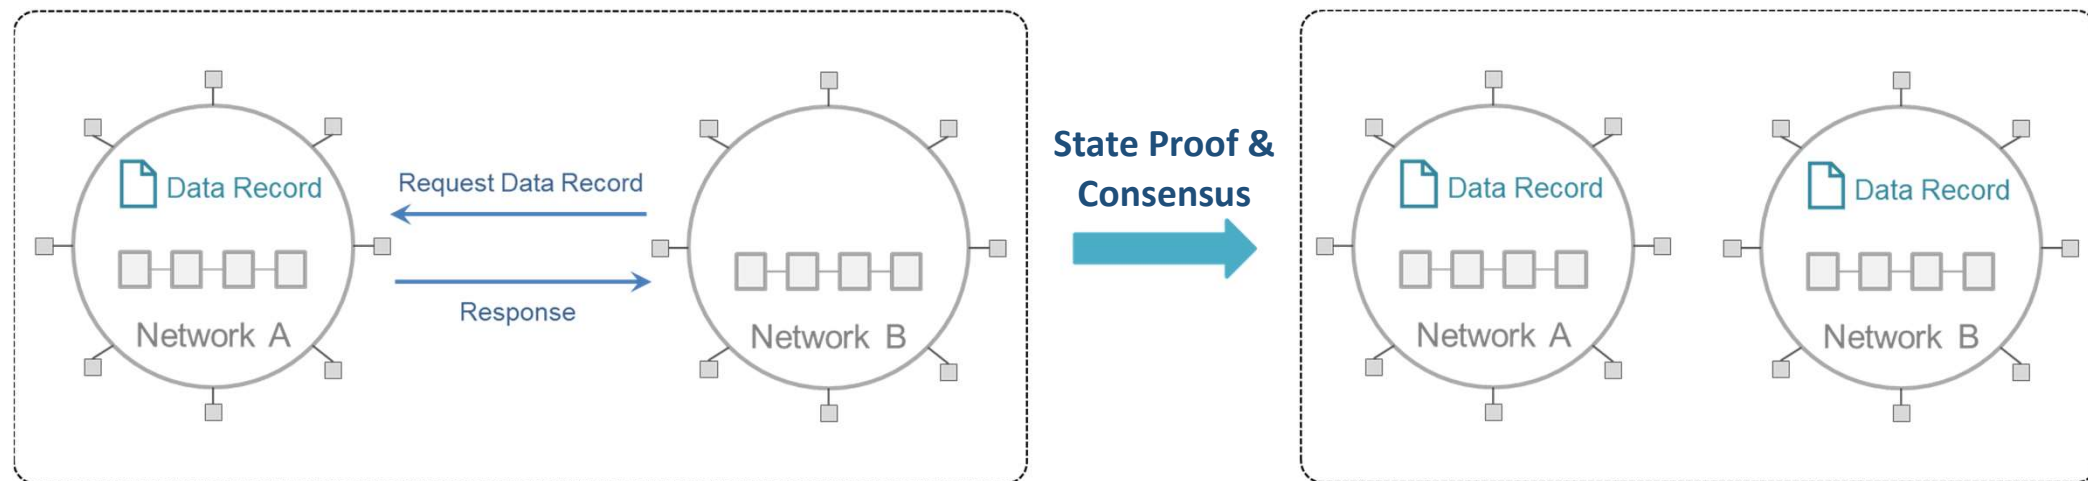 Data Record
Request Data Record
Response
Network A
Network B
State Proof &
Consensus
Data Record
Network A
Data Record
Network B